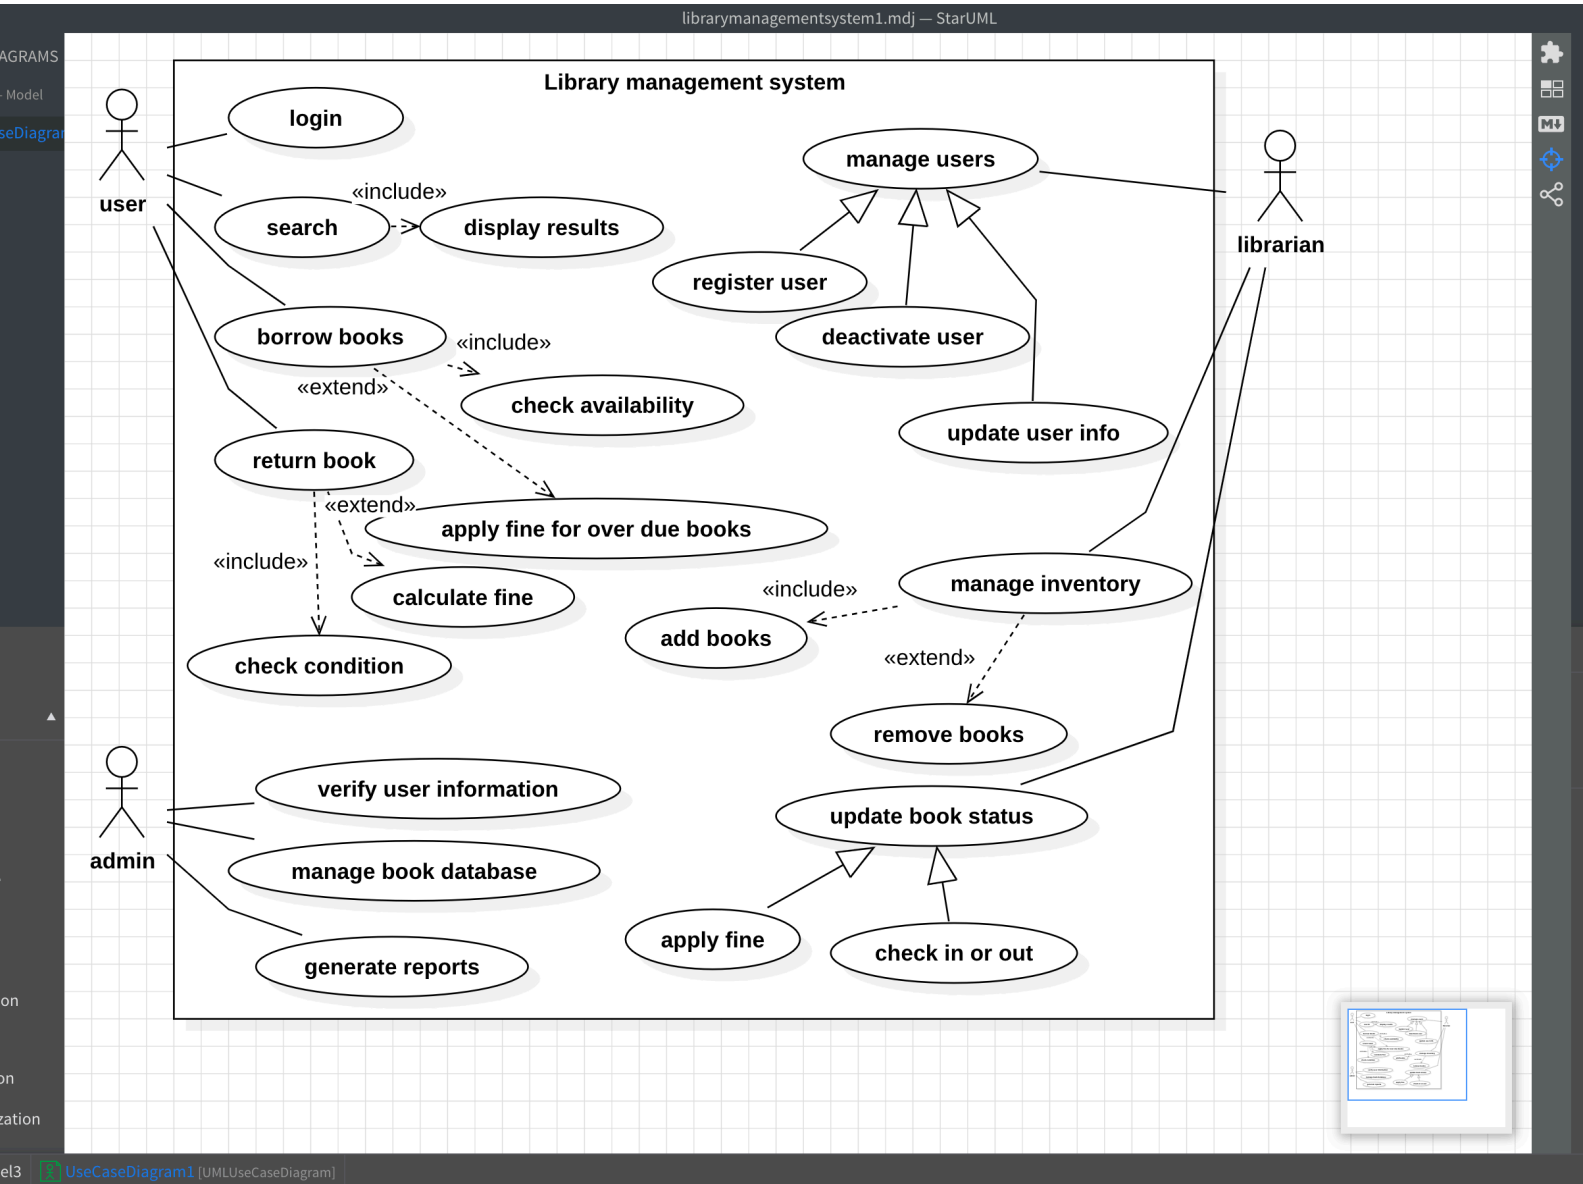 librarymanagementsystem1.mdj — StarUML
AGRAMS
- Model
seDiagra
Library management system
login
manage users
user
«include»
search
display results
librarian
register user
borrow books
«include»
deactivate user
«extend»
check availability
update user info
return book
«extend»
apply fine for over due books
«include»
manage inventory
calculate fine
«include»
add books
check condition
«extend»
remove books
verify user information
update book status
admin
manage book database
apply fine
check in or out
generate reports
on
on
zation
el3
UseCaseDiagram1 [UMLUseCaseDiagram]
M